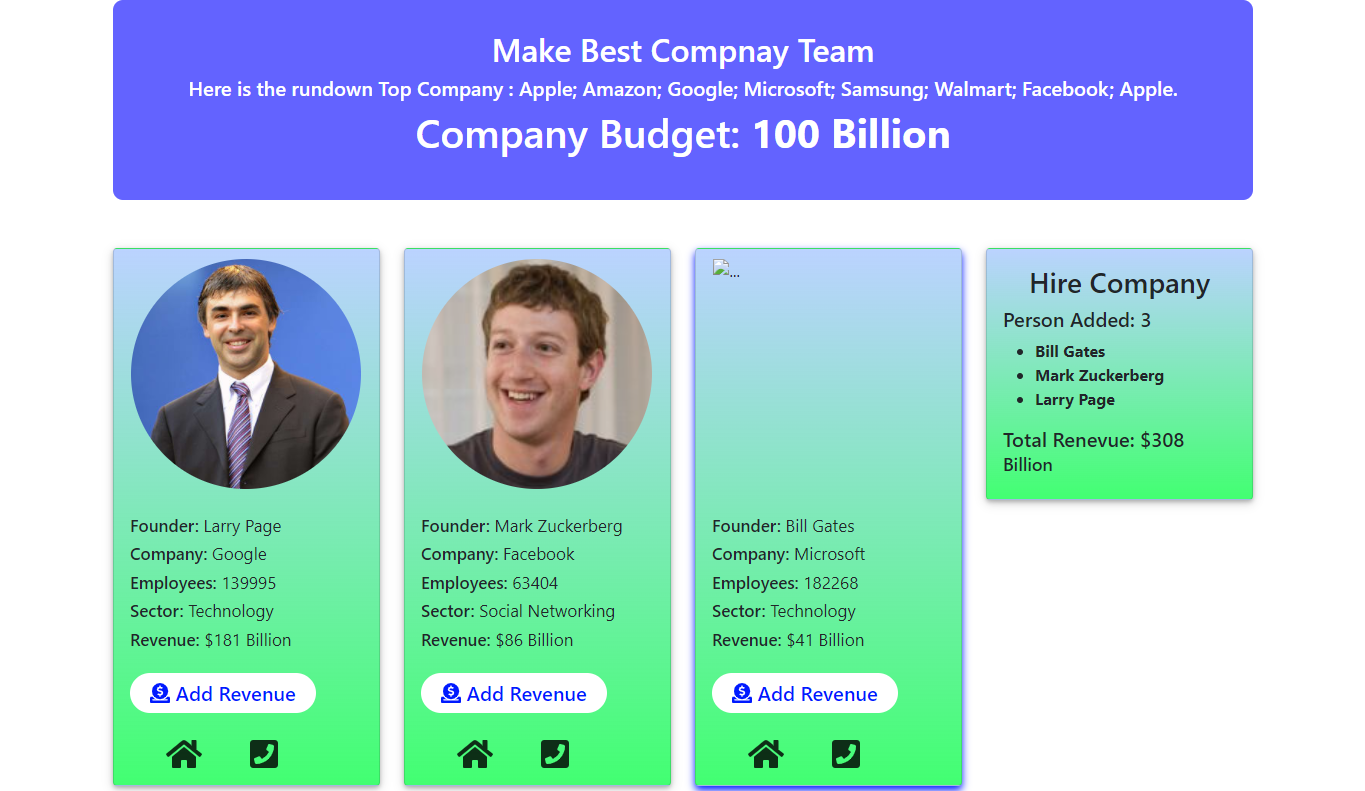 Make Best Compnay Team
Here is the rundown Top Company : Apple; Amazon; Google; Microsoft; Samsung; Walmart; Facebook; Apple.
Company Budget: 100 Billion
Founder: Larry Page
Company: Google
Employees: 139995
Sector: Technology
Revenue: $181 Billion
Add Revenue
Founder: Mark Zuckerberg
Company: Facebook
Employees: 63404
Sector: Social Networking
Revenue: $86 Billion
Add Revenue
...
Founder: Bill Gates
Company: Microsoft
Employees: 182268
Sector: Technology
Revenue: $41 Billion
Add Revenue
Hire Company
Person Added: 3
Bill Gates
Mark Zuckerberg
Larry Page
Total Renevue: $308
Billion